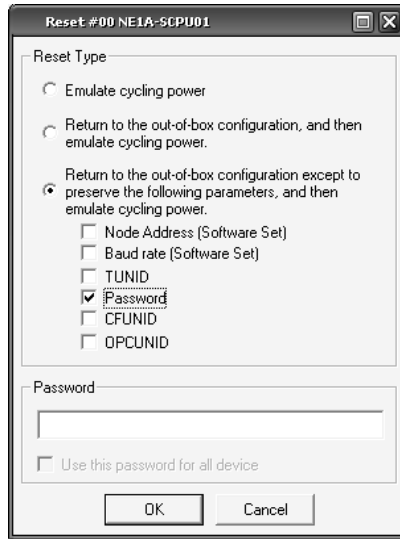 Reset #00 NE1A-SCPU01
Reset Type
Emulate cycling power
Return to the out-of-box configuration, and then
emulate cycling power.
Return to the out-of-box configuration except to
preserve the following parameters, and then
emulate cycling power.
Node Address (Software Set)
Baud rate (Software Set)
TUNID
Password
CFUNID
OPCUNID
Password
Use this password for all device
OK
Cancel